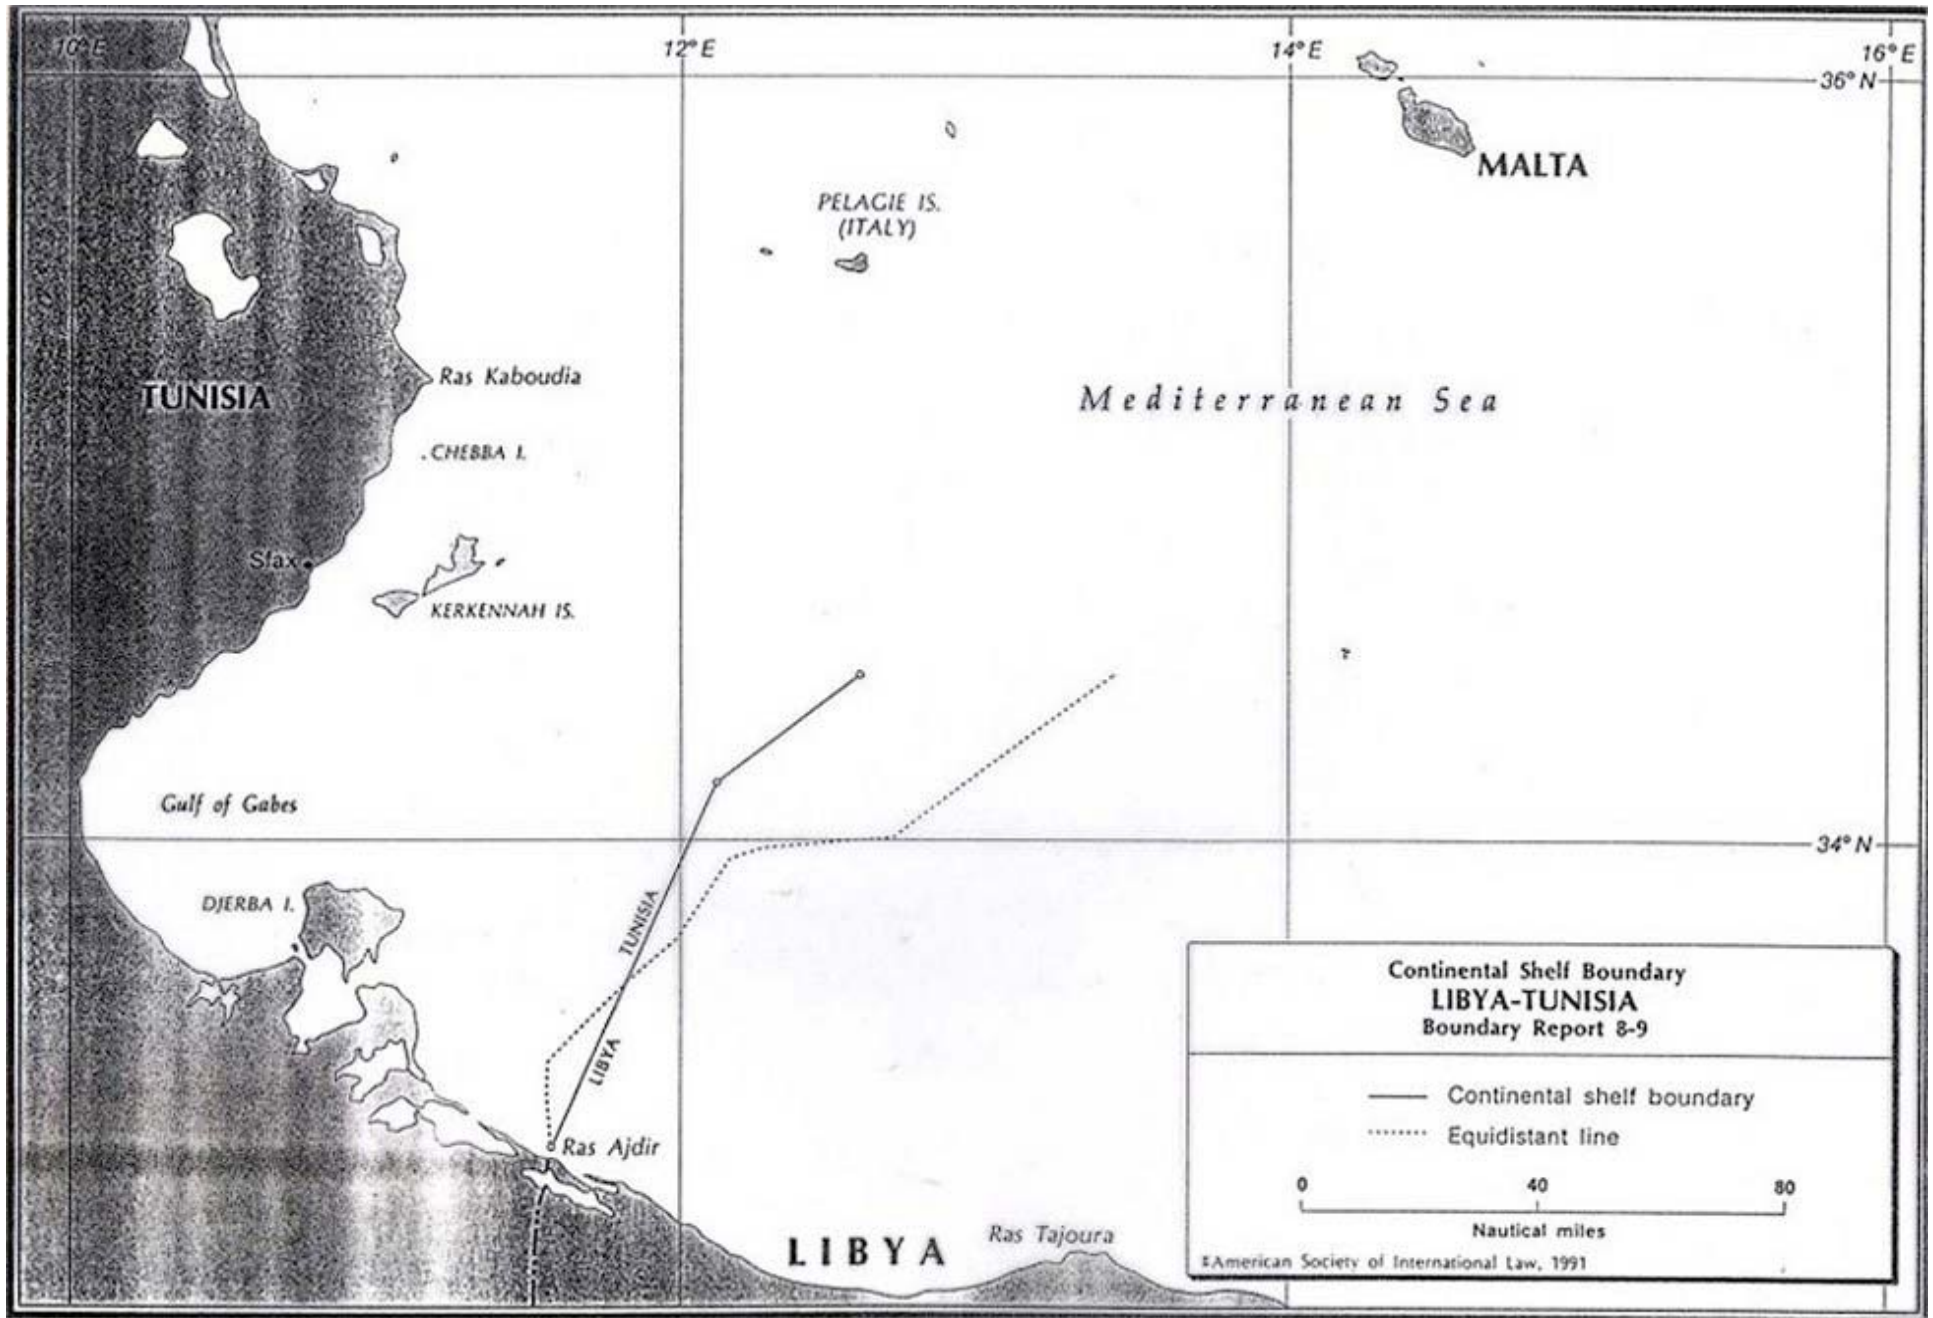 10° E
12° E
14° E
16° E
36° N
MALTA
PELAGIE IS.
(ITALY)
Ras Kaboudia
TUNISIA
Mediterranean Sea
CHEBBA I.
Sfax
KERKENNAH IS.
Gulf of Gabes
34° N
DJERBA I.
TUNISIA
LIBYA
Ras Ajdir
LIBYA
Ras Tajoura
Continental Shelf Boundary
LIBYA-TUNISIA
Boundary Report 8-9
Continental shelf boundary
Equidistant line
0 40 80
Nautical miles
American Society of International Law, 1991